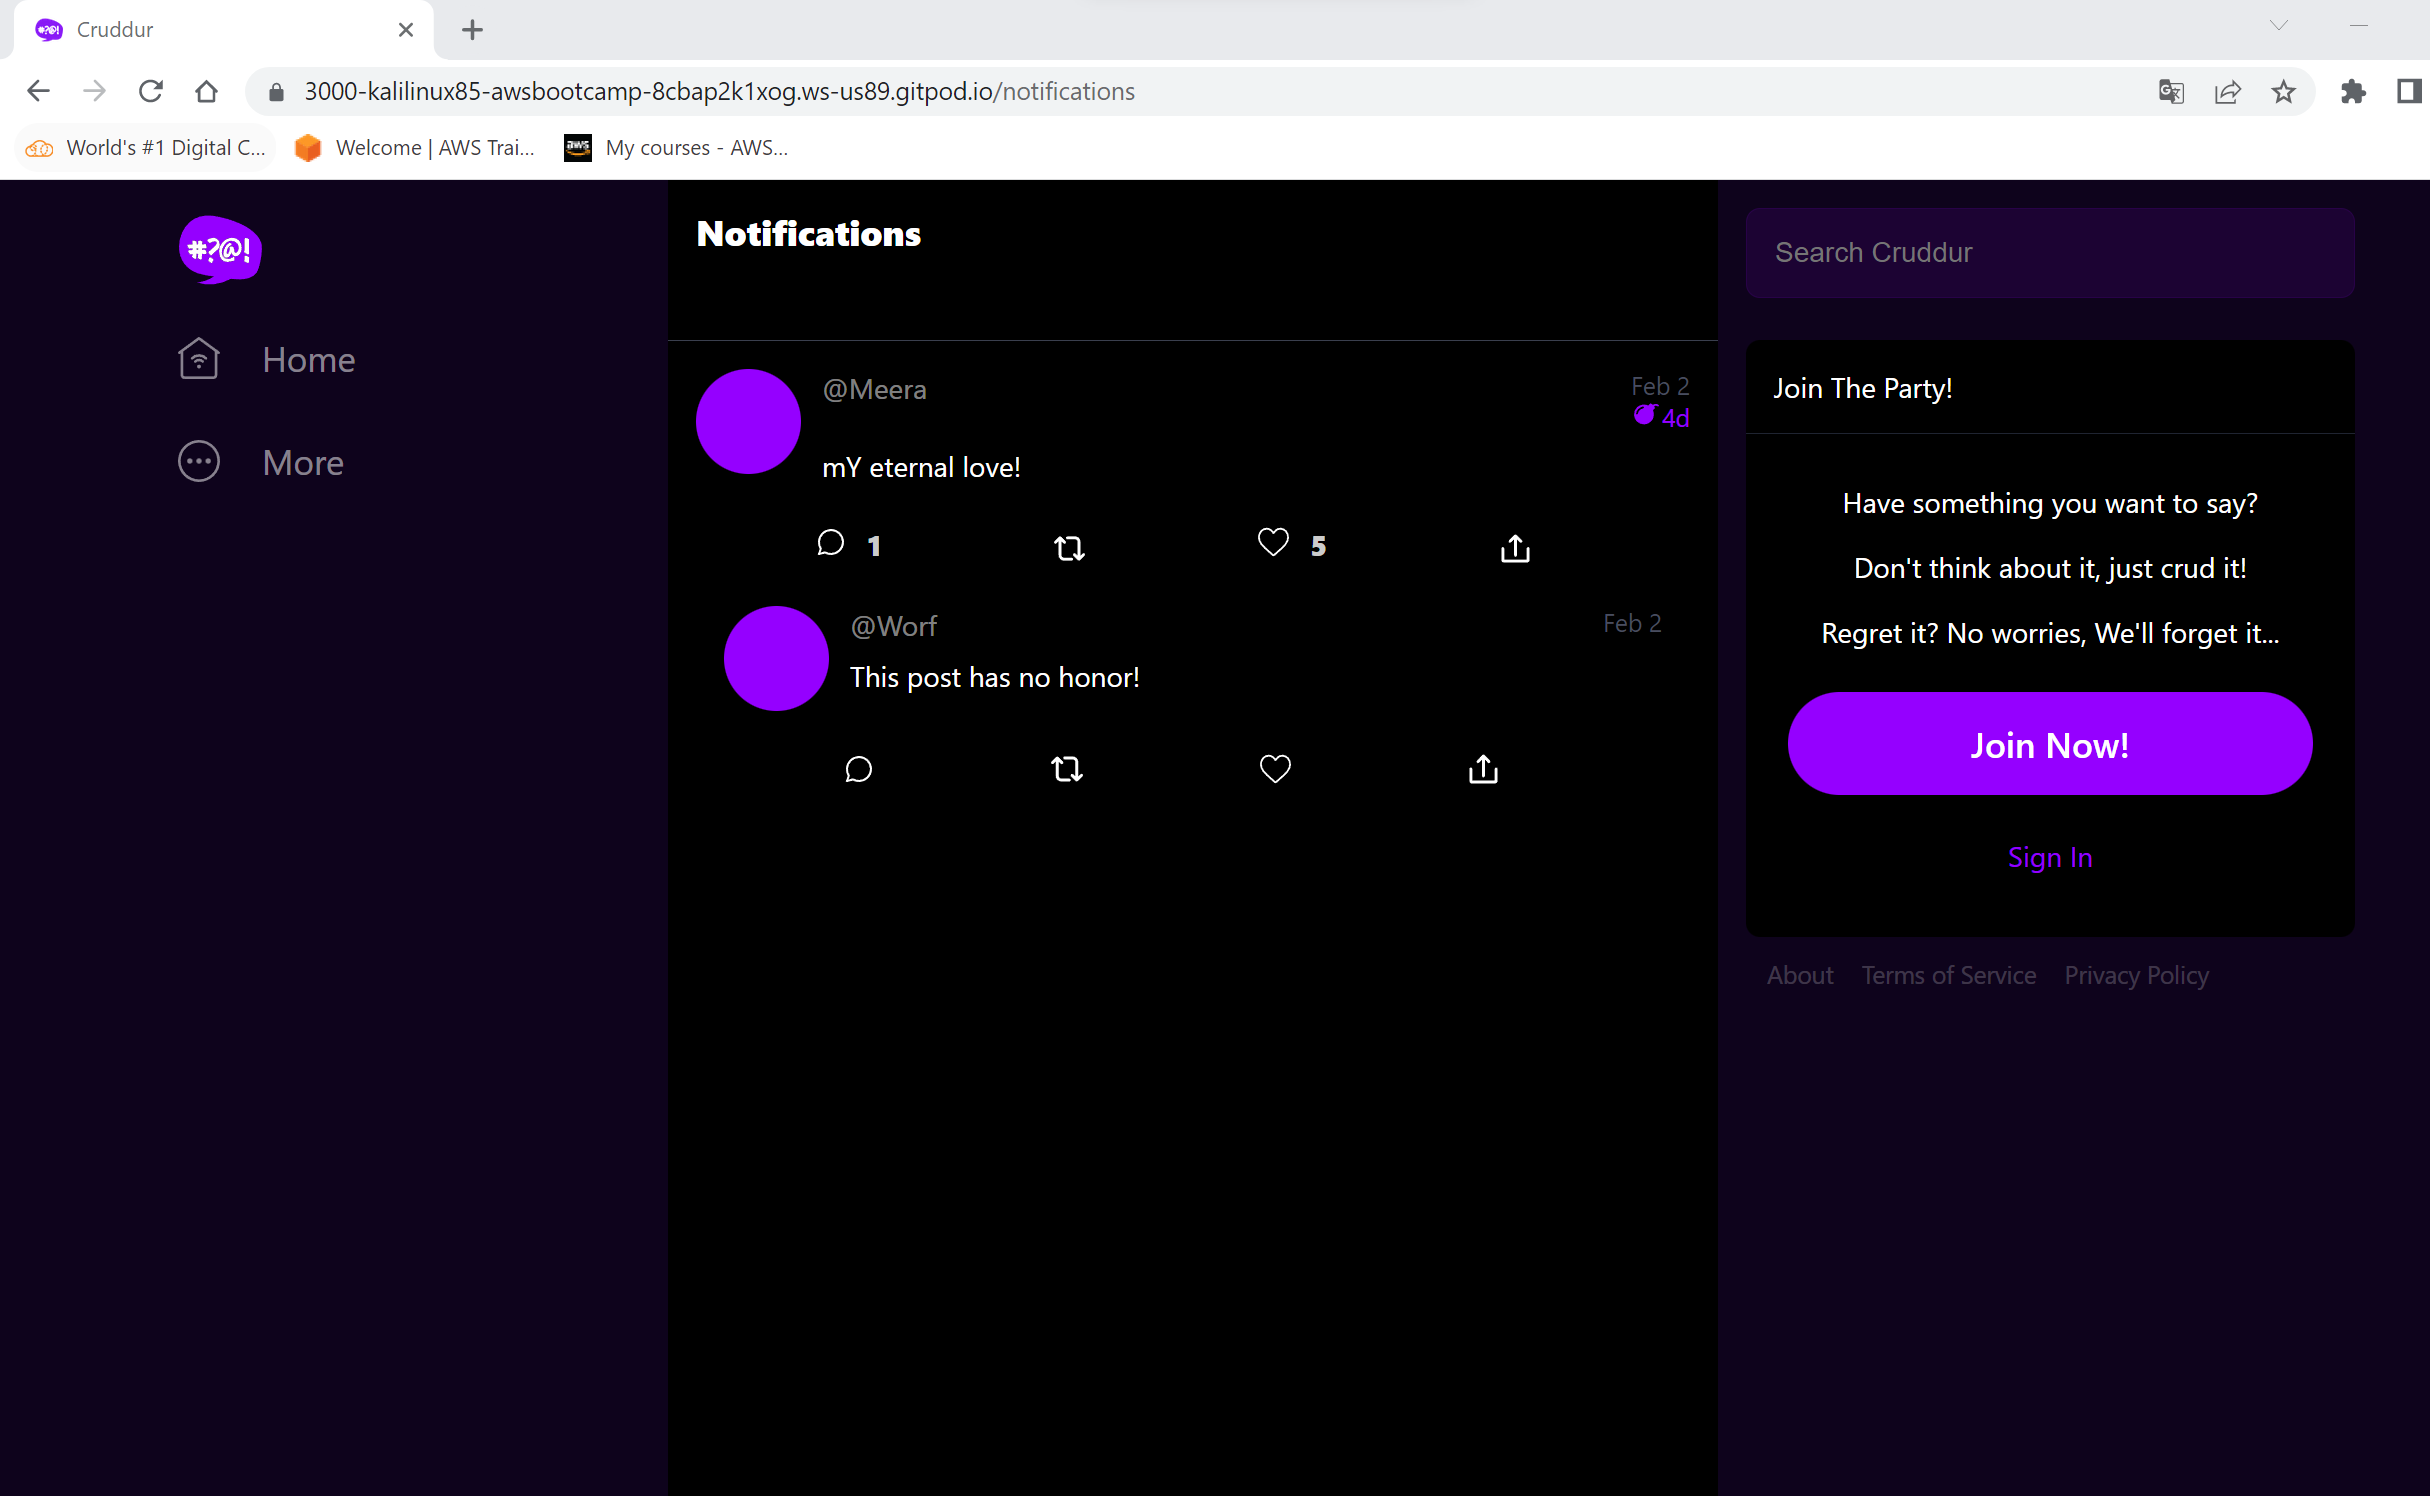 Cruddur
3000-kalilinux85-awsbootcamp-8cbap2k1xog.ws-us89.gitpod.io/notifications
World's #1 Digital C...
Welcome | AWS Trai...
aws
My courses - AWS...
#?@!
Home
More
Notifications
@Meera
Feb 2
4d
mY eternal love!
1
5
@Worf
Feb 2
This post has no honor!
Search Cruddur
Join The Party!
Have something you want to say?
Don't think about it, just crud it!
Regret it? No worries, We'll forget it...
Join Now!
Sign In
About
Terms of Service
Privacy Policy